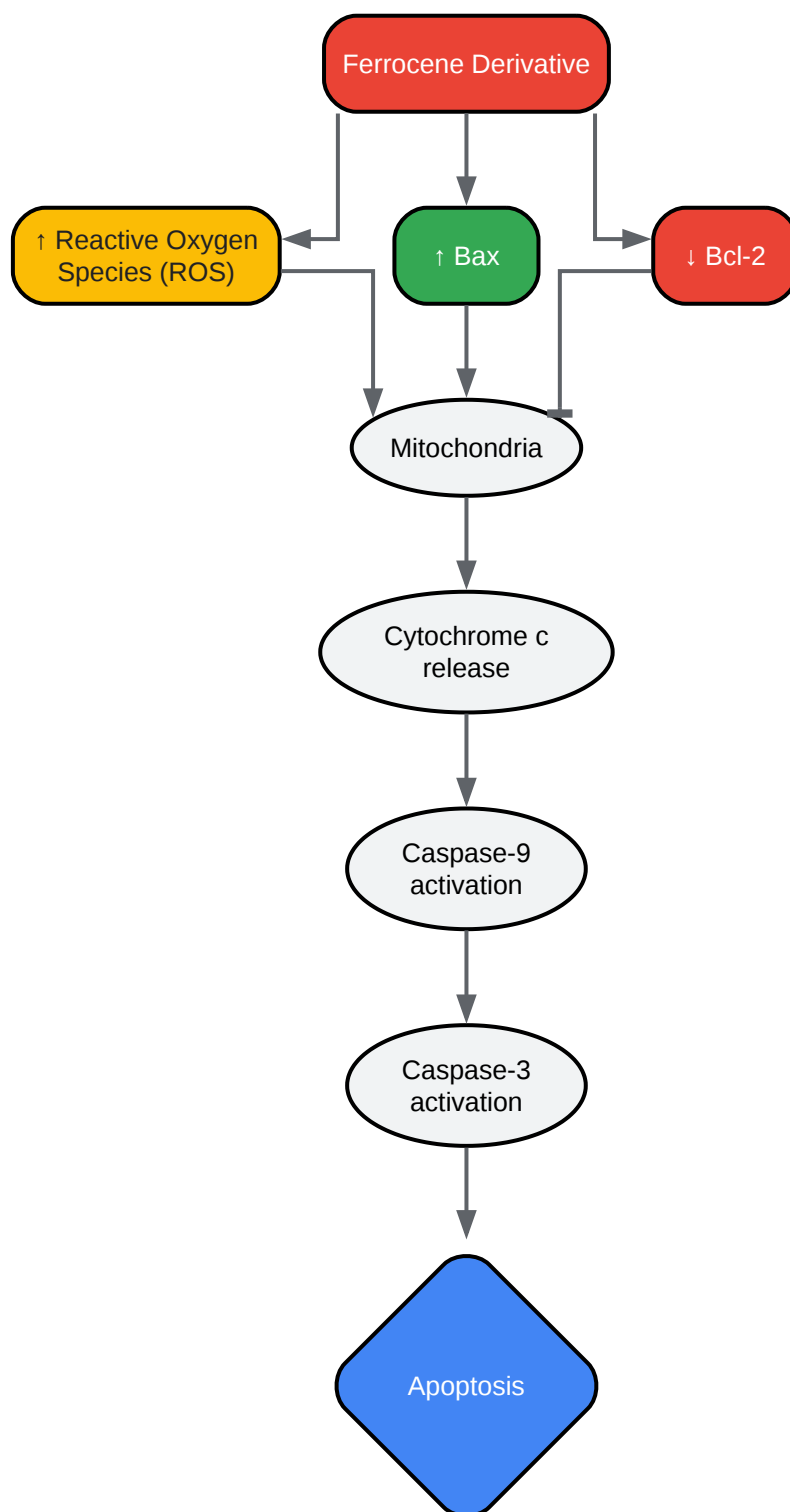 Ferrocene Derivative
↑ Reactive Oxygen
Species (ROS)
↑ Bax
↓ Bcl-2
Mitochondria
Cytochrome c
release
Caspase-9
activation
Caspase-3
activation
Apoptosis